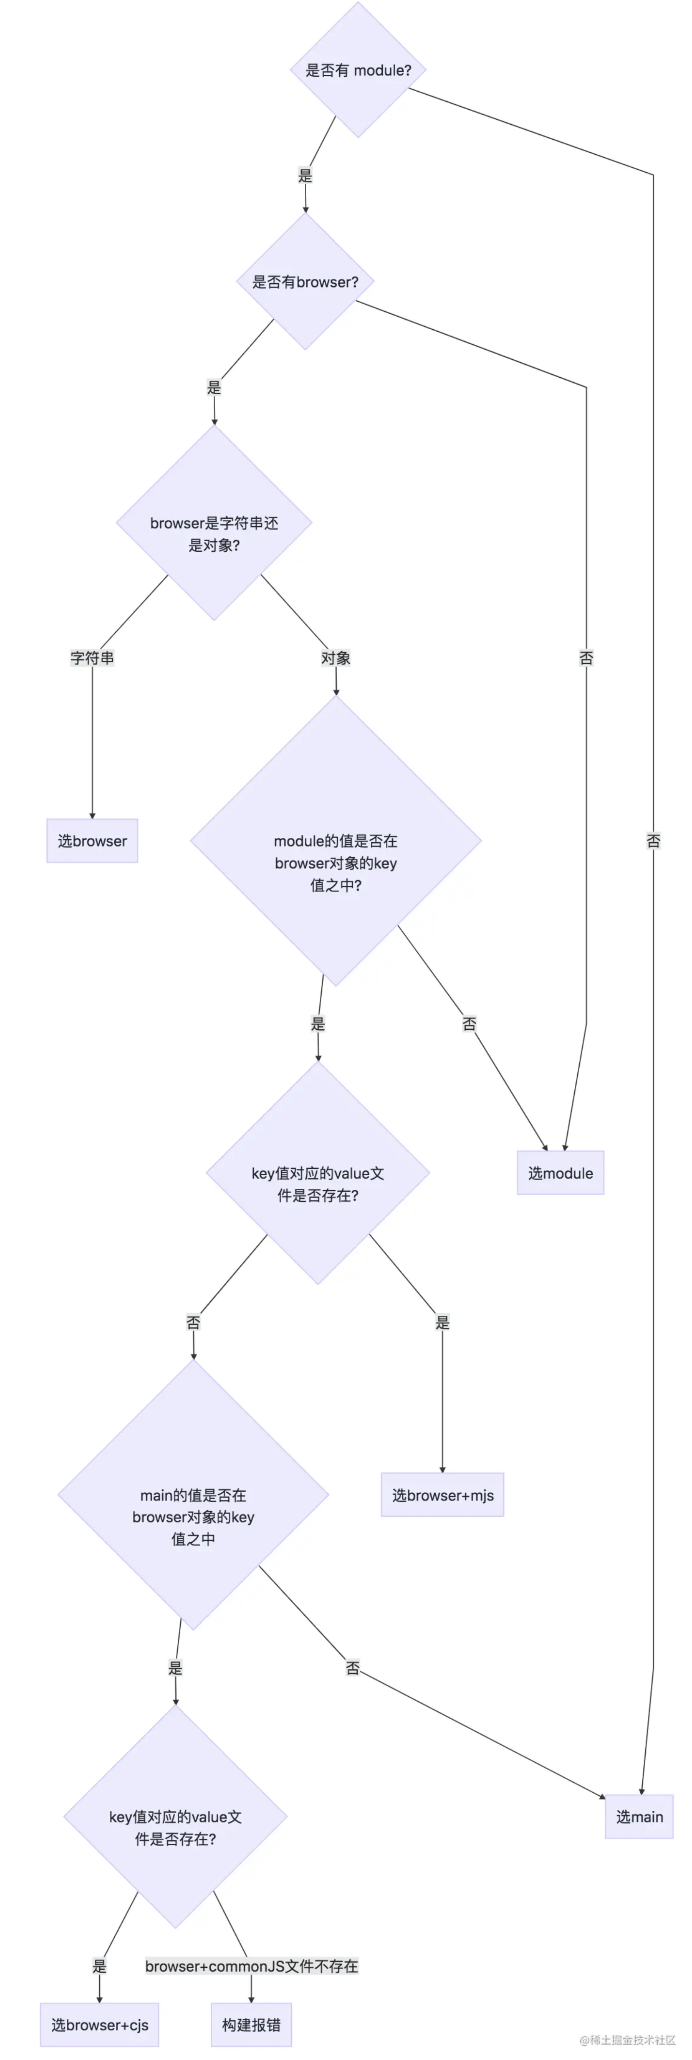 是否有 module?
是
是否有browser?
是
browser是字符串还
是对象?
字符串
对象
否
选browser
module的值是否在
browser对象的key
值之中?
否
是
否
key值对应的value文
件是否存在?
选module
否
是
main的值是否在
browser对象的key
值之中
选browser+mjs
是
否
key值对应的value文
件是否存在?
选main
是
browser+commonJS文件不存在
选browser+cjs
构建报错
@稀土掘金技术社区